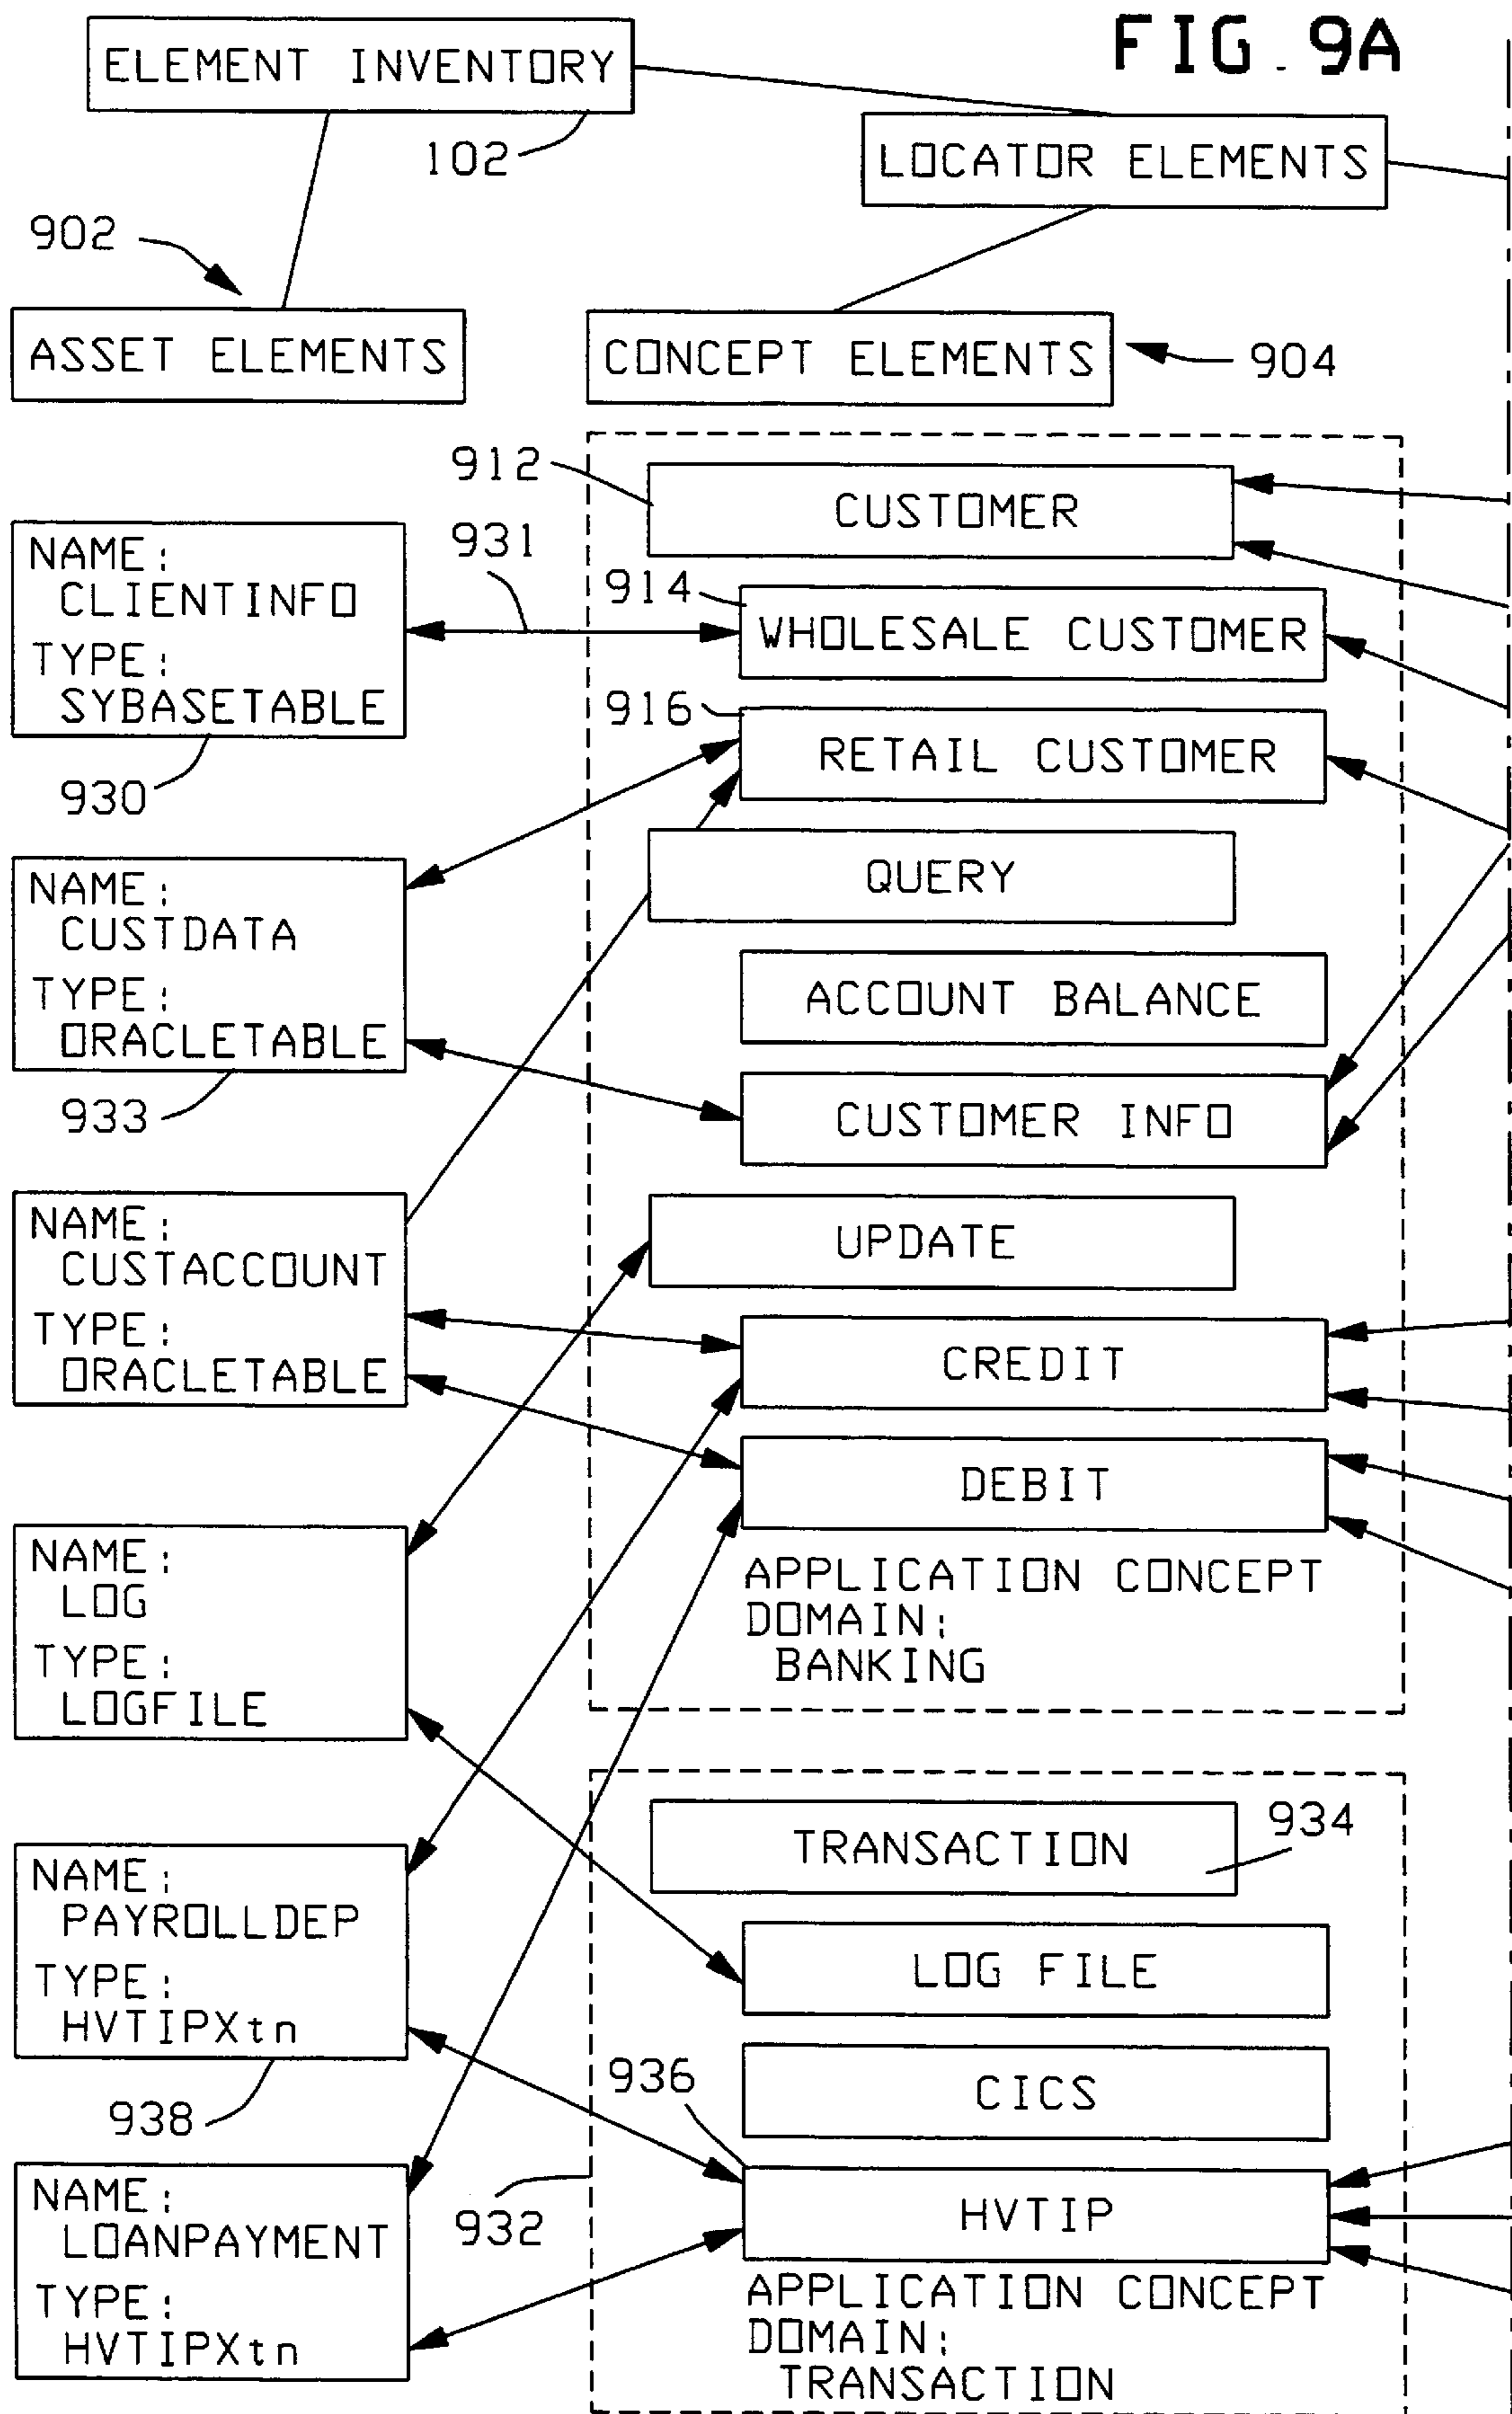 FIG. 9A
ELEMENT INVENTORY
102
LOCATOR ELEMENTS
902
ASSET ELEMENTS
CONCEPT ELEMENTS
904
912
CUSTOMER
NAME:
CLIENTINFO
TYPE:
SYBASETABLE
930
931
914
WHOLESALE CUSTOMER
916
RETAIL CUSTOMER
QUERY
NAME:
CUSTDATA
TYPE:
ORACLETABLE
933
ACCOUNT BALANCE
CUSTOMER INFO
NAME:
CUSTACCOUNT
TYPE:
ORACLETABLE
UPDATE
CREDIT
DEBIT
APPLICATION CONCEPT
DOMAIN:
BANKING
NAME:
LOG
TYPE:
LOGFILE
TRANSACTION
934
NAME:
PAYROLLDEP
TYPE:
HVTIPXtn
938
LOG FILE
CICS
936
932
HVTIP
NAME:
LOANPAYMENT
TYPE:
HVTIPXtn
APPLICATION CONCEPT
DOMAIN:
TRANSACTION